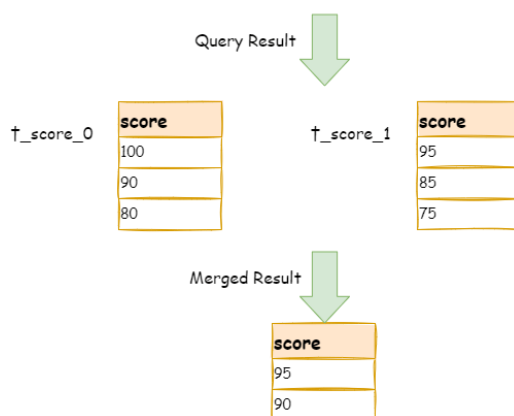 Query Result
t_score_0
score
100
90
80
t_score_1
score
95
85
75
Merged Result
score
95
90